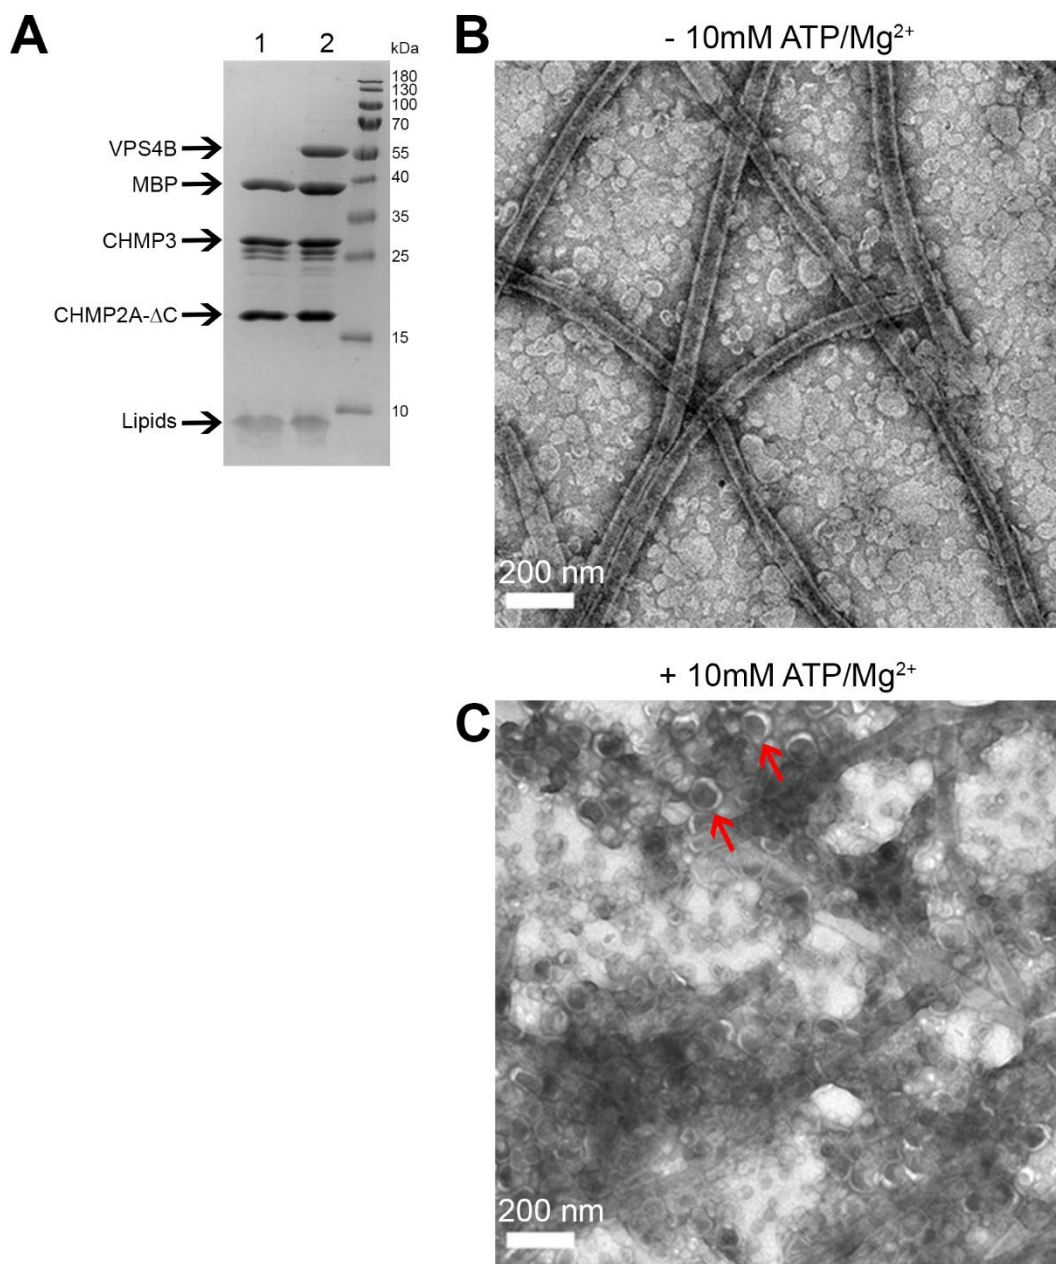 A
1 2 kDa
180
130
100
70
VPS4B 55
MBP 40
35
CHMP3
25
CHMP2A-ΔC
15
Lipids 10
B
- 10mM ATP/Mg²⁺
200 nm
+ 10mM ATP/Mg²⁺
C
200 nm